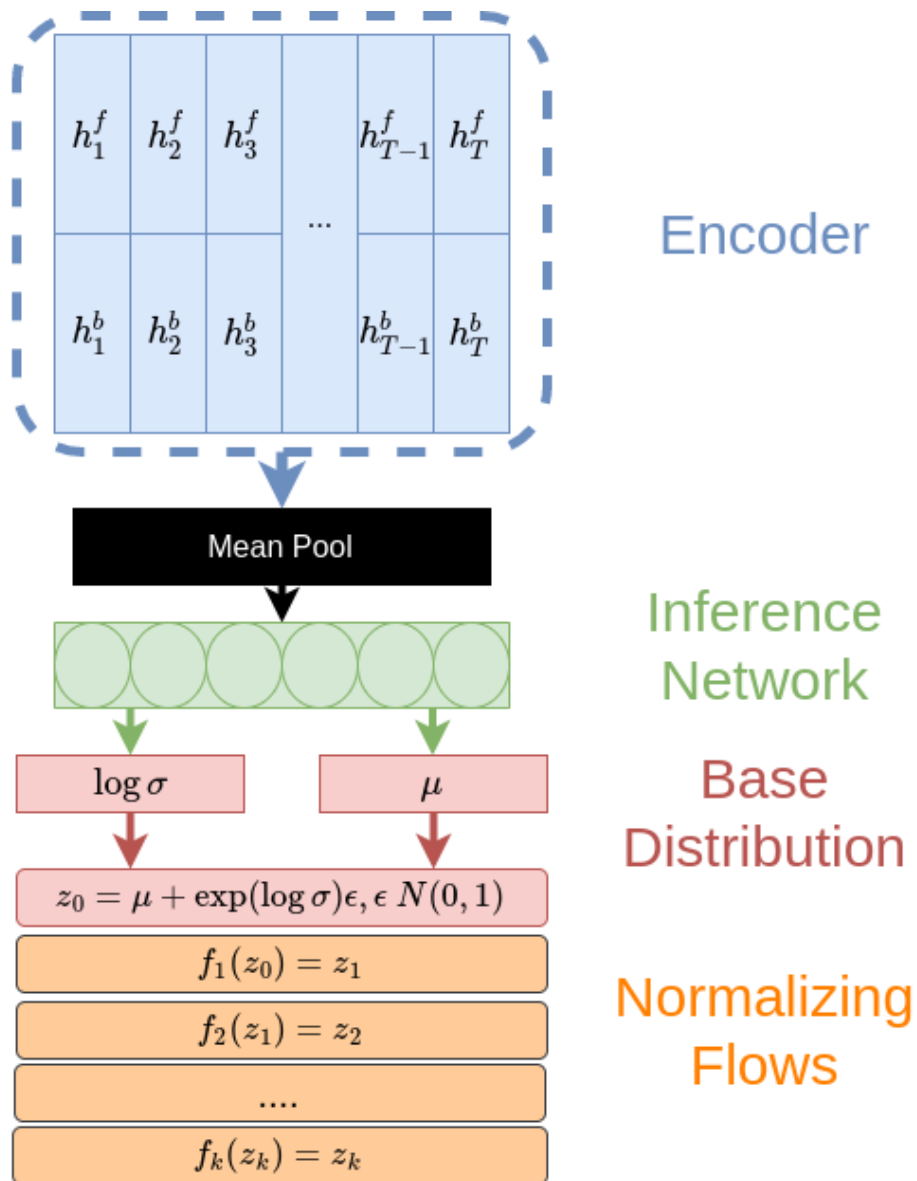 h_1^f h_2^f h_3^f ... h_{T-1}^f h_T^f
h_1^b h_2^b h_3^b h_{T-1}^b h_T^b
Encoder
Mean Pool
Inference
Network
log σ μ
Base
Distribution
z_0 = μ + exp(log σ)ϵ, ϵ N(0, 1)
f_1(z_0) = z_1
f_2(z_1) = z_2
....
f_k(z_k) = z_k
Normalizing
Flows